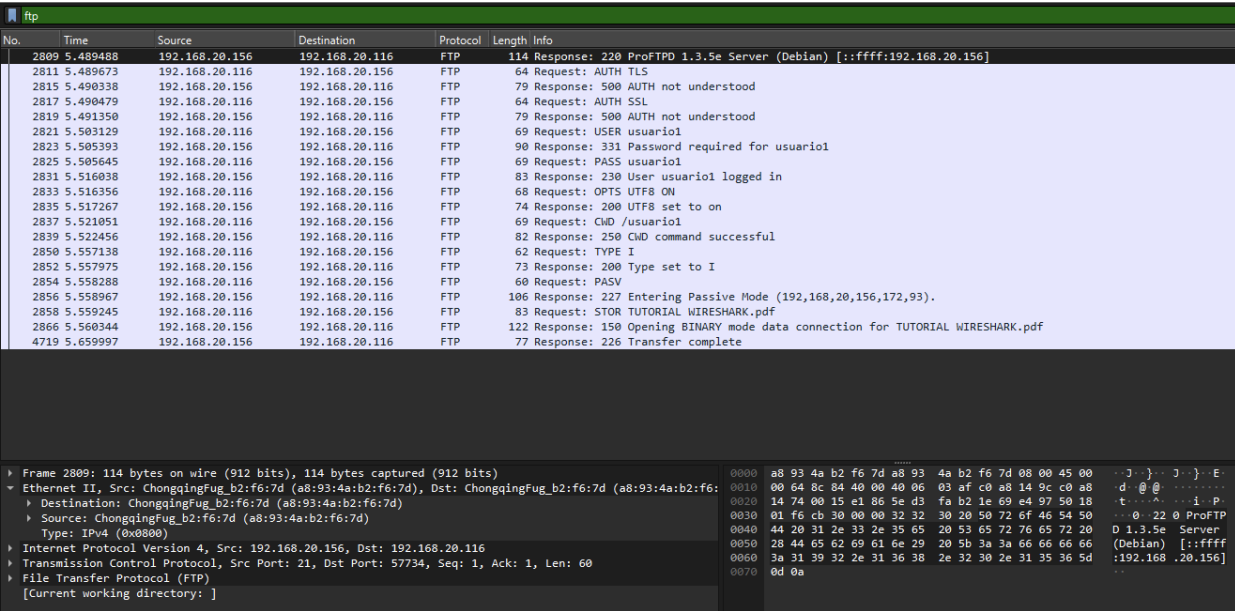 ftp
No. Time Source Destination Protocol Length Info
2809 5.489488 192.168.20.156 192.168.20.116 FTP 114 Response: 220 ProFTPD 1.3.5e Server (Debian) [::ffff:192.168.20.156]
2811 5.489673 192.168.20.116 192.168.20.156 FTP 64 Request: AUTH TLS
2815 5.490338 192.168.20.156 192.168.20.116 FTP 79 Response: 500 AUTH not understood
2817 5.490479 192.168.20.116 192.168.20.156 FTP 64 Request: AUTH SSL
2819 5.491350 192.168.20.156 192.168.20.116 FTP 79 Response: 500 AUTH not understood
2821 5.503129 192.168.20.116 192.168.20.156 FTP 69 Request: USER usuario1
2823 5.505393 192.168.20.156 192.168.20.116 FTP 90 Response: 331 Password required for usuario1
2825 5.505645 192.168.20.116 192.168.20.156 FTP 69 Request: PASS usuario1
2831 5.516038 192.168.20.156 192.168.20.116 FTP 83 Response: 230 User usuario1 logged in
2833 5.516356 192.168.20.116 192.168.20.156 FTP 68 Request: OPTS UTF8 ON
2835 5.517267 192.168.20.156 192.168.20.116 FTP 74 Response: 200 UTF8 set to on
2837 5.521051 192.168.20.116 192.168.20.156 FTP 69 Request: CWD /usuario1
2839 5.522456 192.168.20.156 192.168.20.116 FTP 82 Response: 250 CWD command successful
2850 5.557138 192.168.20.116 192.168.20.156 FTP 62 Request: TYPE I
2852 5.557975 192.168.20.156 192.168.20.116 FTP 73 Response: 200 Type set to I
2854 5.558288 192.168.20.116 192.168.20.156 FTP 60 Request: PASV
2856 5.558967 192.168.20.156 192.168.20.116 FTP 106 Response: 227 Entering Passive Mode (192,168,20,156,172,93).
2858 5.559245 192.168.20.116 192.168.20.156 FTP 83 Request: STOR TUTORIAL WIRESHARK.pdf
2866 5.560344 192.168.20.156 192.168.20.116 FTP 122 Response: 150 Opening BINARY mode data connection for TUTORIAL WIRESHARK.pdf
4719 5.659997 192.168.20.156 192.168.20.116 FTP 77 Response: 226 Transfer complete
Frame 2809: 114 bytes on wire (912 bits), 114 bytes captured (912 bits)
Ethernet II, Src: ChongqingFug_b2:f6:7d (a8:93:4a:b2:f6:7d), Dst: ChongqingFug_b2:f6:7d (a8:93:4a:b2:f6:
Destination: ChongqingFug_b2:f6:7d (a8:93:4a:b2:f6:7d)
Source: ChongqingFug_b2:f6:7d (a8:93:4a:b2:f6:7d)
Type: IPv4 (0x0800)
Internet Protocol Version 4, Src: 192.168.20.156, Dst: 192.168.20.116
Transmission Control Protocol, Src Port: 21, Dst Port: 57734, Seq: 1, Ack: 1, Len: 60
File Transfer Protocol (FTP)
[Current working directory: ]
0000 a8 93 4a b2 f6 7d a8 93 4a b2 f6 7d 08 00 45 00 ··J··}·· J··}··E·
0010 00 64 8c 84 40 00 40 06 03 af c0 a8 14 9c c0 a8 ·d··@·@· ········
0020 14 74 00 15 e1 86 5e d3 fa b2 1e 69 e4 97 50 18 ·t····^· ···i··P·
0030 01 f6 cb 30 00 00 32 32 30 20 50 72 6f 46 54 50 ···0··22 0 ProFTP
0040 44 20 31 2e 33 2e 35 65 20 53 65 72 76 65 72 20 D 1.3.5e Server
0050 28 44 65 62 69 61 6e 29 20 5b 3a 3a 66 66 66 66 (Debian) [::ffff
0060 3a 31 39 32 2e 31 36 38 2e 32 30 2e 31 35 36 5d :192.168 .20.156]
0070 0d 0a ··